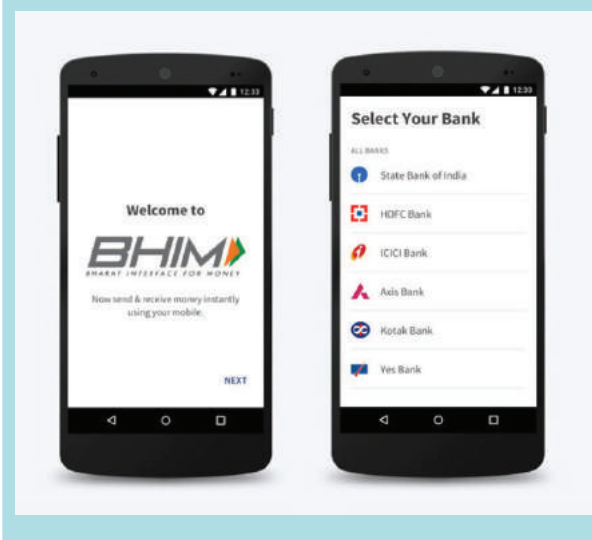 12:33
Welcome to
BHIM
BHARAT INTERFACE FOR MONEY
Now send & receive money instantly
using your mobile.
NEXT
12:33
Select Your Bank
ALL BANKS
State Bank of India
HDFC Bank
ICICI Bank
Axis Bank
Kotak Bank
Yes Bank